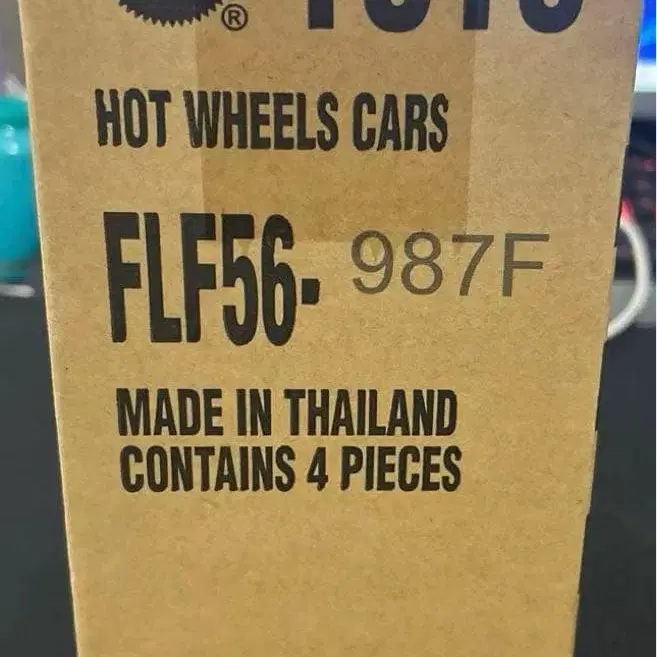 ®
HOT WHEELS CARS
FLF56- 987F
MADE IN THAILAND
CONTAINS 4 PIECES